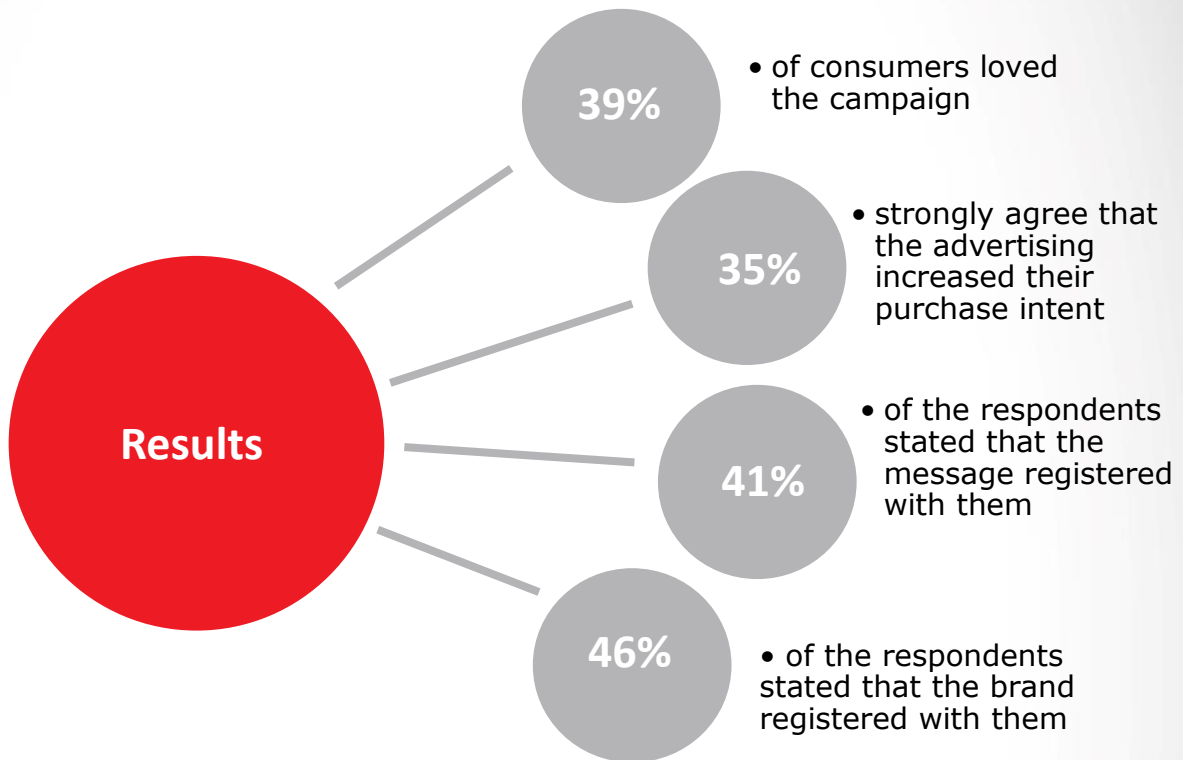 39%
• of consumers loved
the campaign
35%
• strongly agree that
the advertising
increased their
purchase intent
Results
41%
• of the respondents
stated that the
message registered
with them
46%
• of the respondents
stated that the brand
registered with them